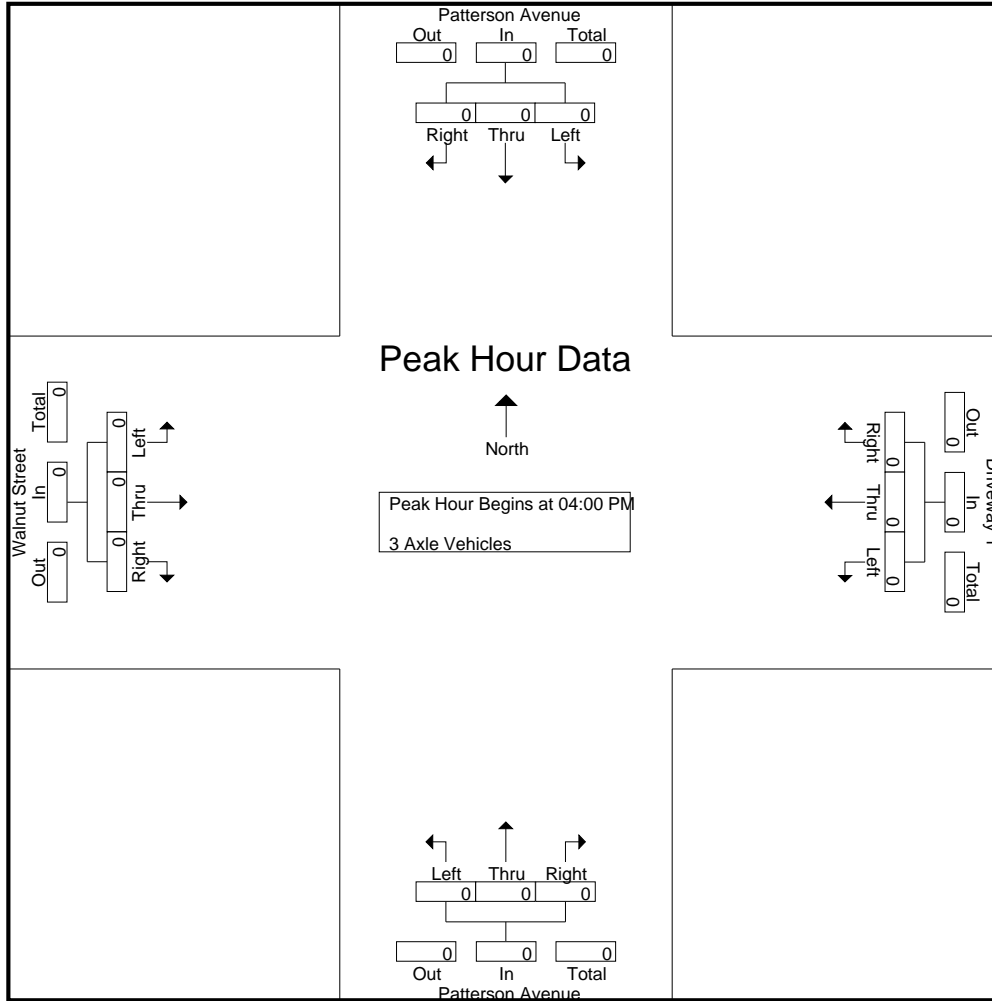 Patterson Avenue
Out In Total
0 0 0
0 0 0
Right Thru Left
Peak Hour Data
North
Peak Hour Begins at 04:00 PM
3 Axle Vehicles
Walnut Street
Out In Total
0 0 0
0 0 0
Right Thru Left
Out In Total
0 0 0
Right Thru Left
0 0 0
Left Thru Right
0 0 0
0 0 0
Out In Total
Patterson Avenue